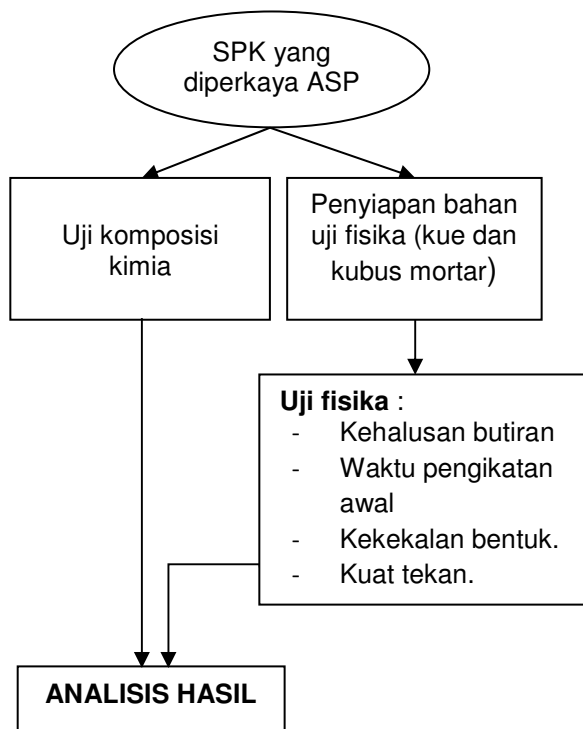 SPK yang
diperkaya ASP
Uji komposisi
kimia
Penyiapan bahan
uji fisika (kue dan
kubus mortar)
Uji fisika :
- Kehalusan butiran
- Waktu pengikatan
awal
- Kekekalan bentuk.
- Kuat tekan.
ANALISIS HASIL